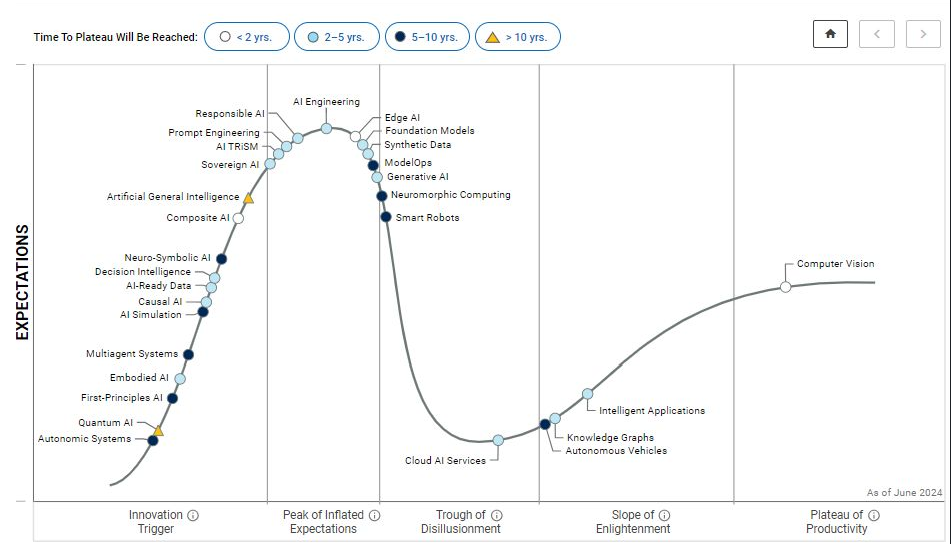 Time To Plateau Will Be Reached: < 2 yrs. 2–5 yrs. 5–10 yrs. > 10 yrs.
EXPECTATIONS
AI Engineering
Responsible AI
Prompt Engineering
AI TRiSM
Sovereign AI
Artificial General Intelligence
Composite AI
Neuro-Symbolic AI
Decision Intelligence
AI-Ready Data
Causal AI
AI Simulation
Multiagent Systems
Embodied AI
First-Principles AI
Quantum AI
Autonomic Systems
Edge AI
Foundation Models
Synthetic Data
ModelOps
Generative AI
Neuromorphic Computing
Smart Robots
Cloud AI Services
Autonomous Vehicles
Knowledge Graphs
Intelligent Applications
Computer Vision
As of June 2024
Innovation
Trigger
Peak of Inflated
Expectations
Trough of
Disillusionment
Slope of
Enlightenment
Plateau of
Productivity